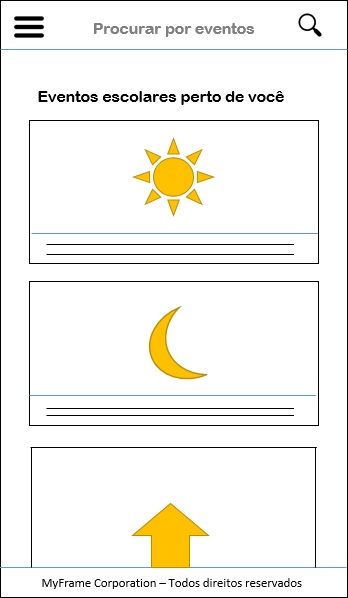 Procurar por eventos
Eventos escolares perto de você
MyFrame Corporation – Todos direitos reservados